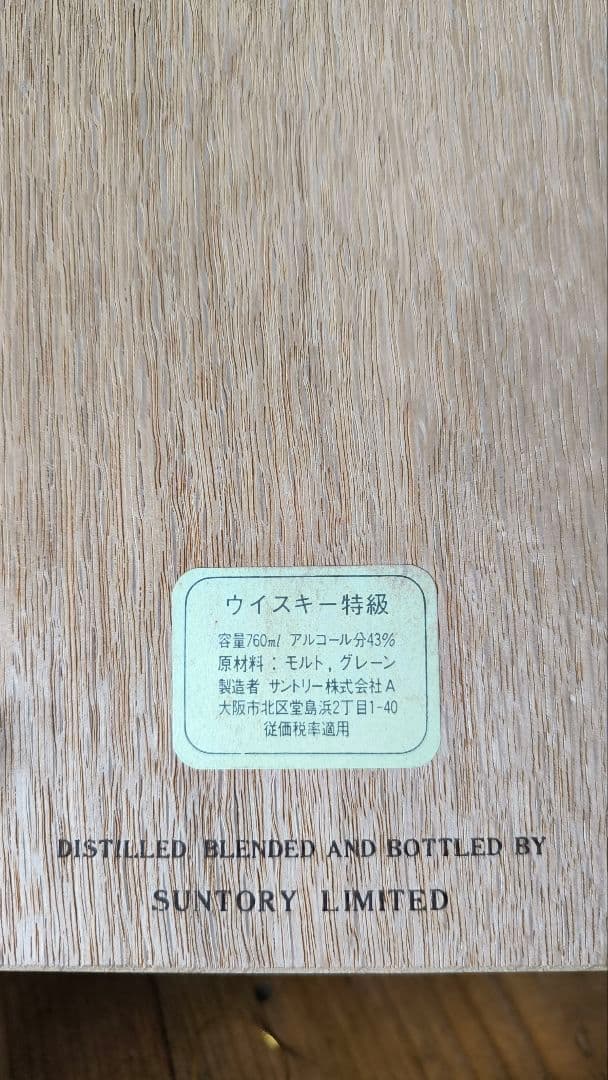 ウイスキー特級
容量760ml アルコール分43%
原材料：モルト，グレーン
製造者 サントリー株式会社A
大阪市北区堂島浜2丁目1-40
従価税率適用
DISTILLED BLENDED AND BOTTLED BY
SUNTORY LIMITED